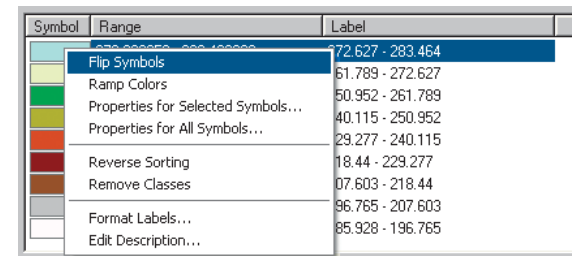 Symbol Range Label
272.627 - 283.464
Flip Symbols
61.789 - 272.627
Ramp Colors
50.952 - 261.789
Properties for Selected Symbols...
40.115 - 250.952
Properties for All Symbols...
29.277 - 240.115
18.44 - 229.277
Reverse Sorting
07.603 - 218.44
Remove Classes
96.765 - 207.603
Format Labels...
85.928 - 196.765
Edit Description...